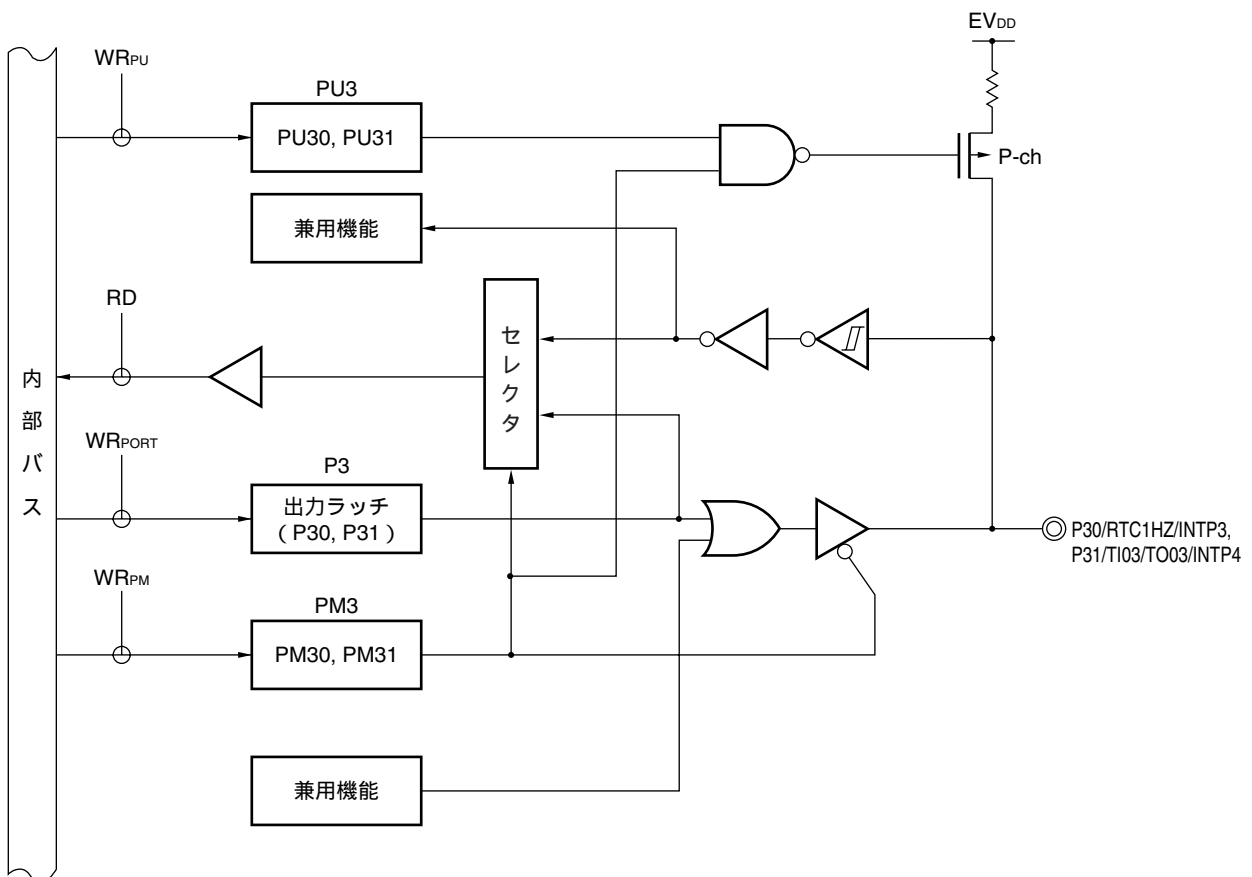 EVDD
WRPU
PU3
PU30, PU31
P-ch
兼用機能
RD
セレクタ
内部バス
WRPORT
P3
出力ラッチ
( P30, P31 )
P30/RTC1HZ/INTP3,
P31/TI03/TO03/INTP4
WRPM
PM3
PM30, PM31
兼用機能